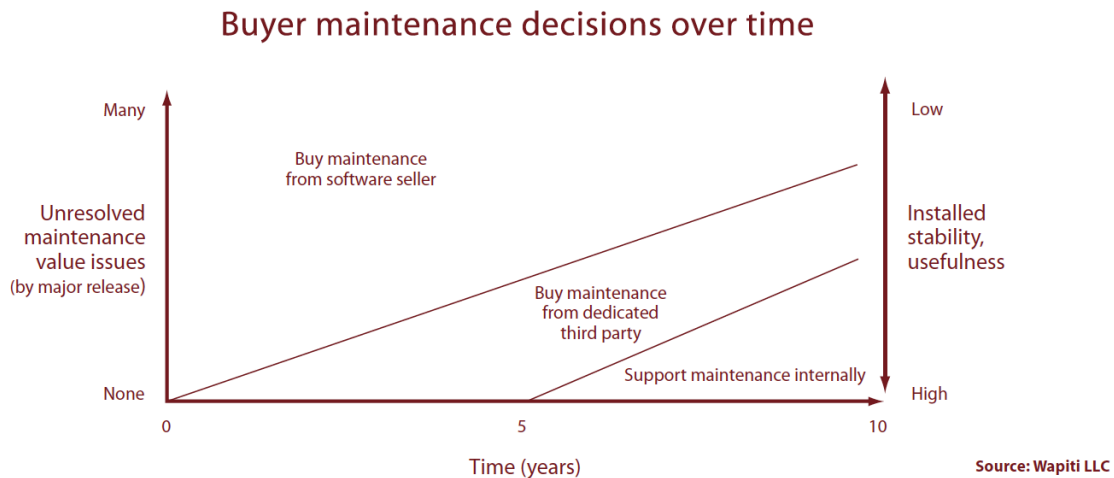 Buyer maintenance decisions over time
Many
Low
Buy maintenance
from software seller
Unresolved
maintenance
value issues
(by major release)
Installed
stability,
usefulness
Buy maintenance
from dedicated
third party
Support maintenance internally
None
High
0
5
10
Time (years)
Source: Wapiti LLC